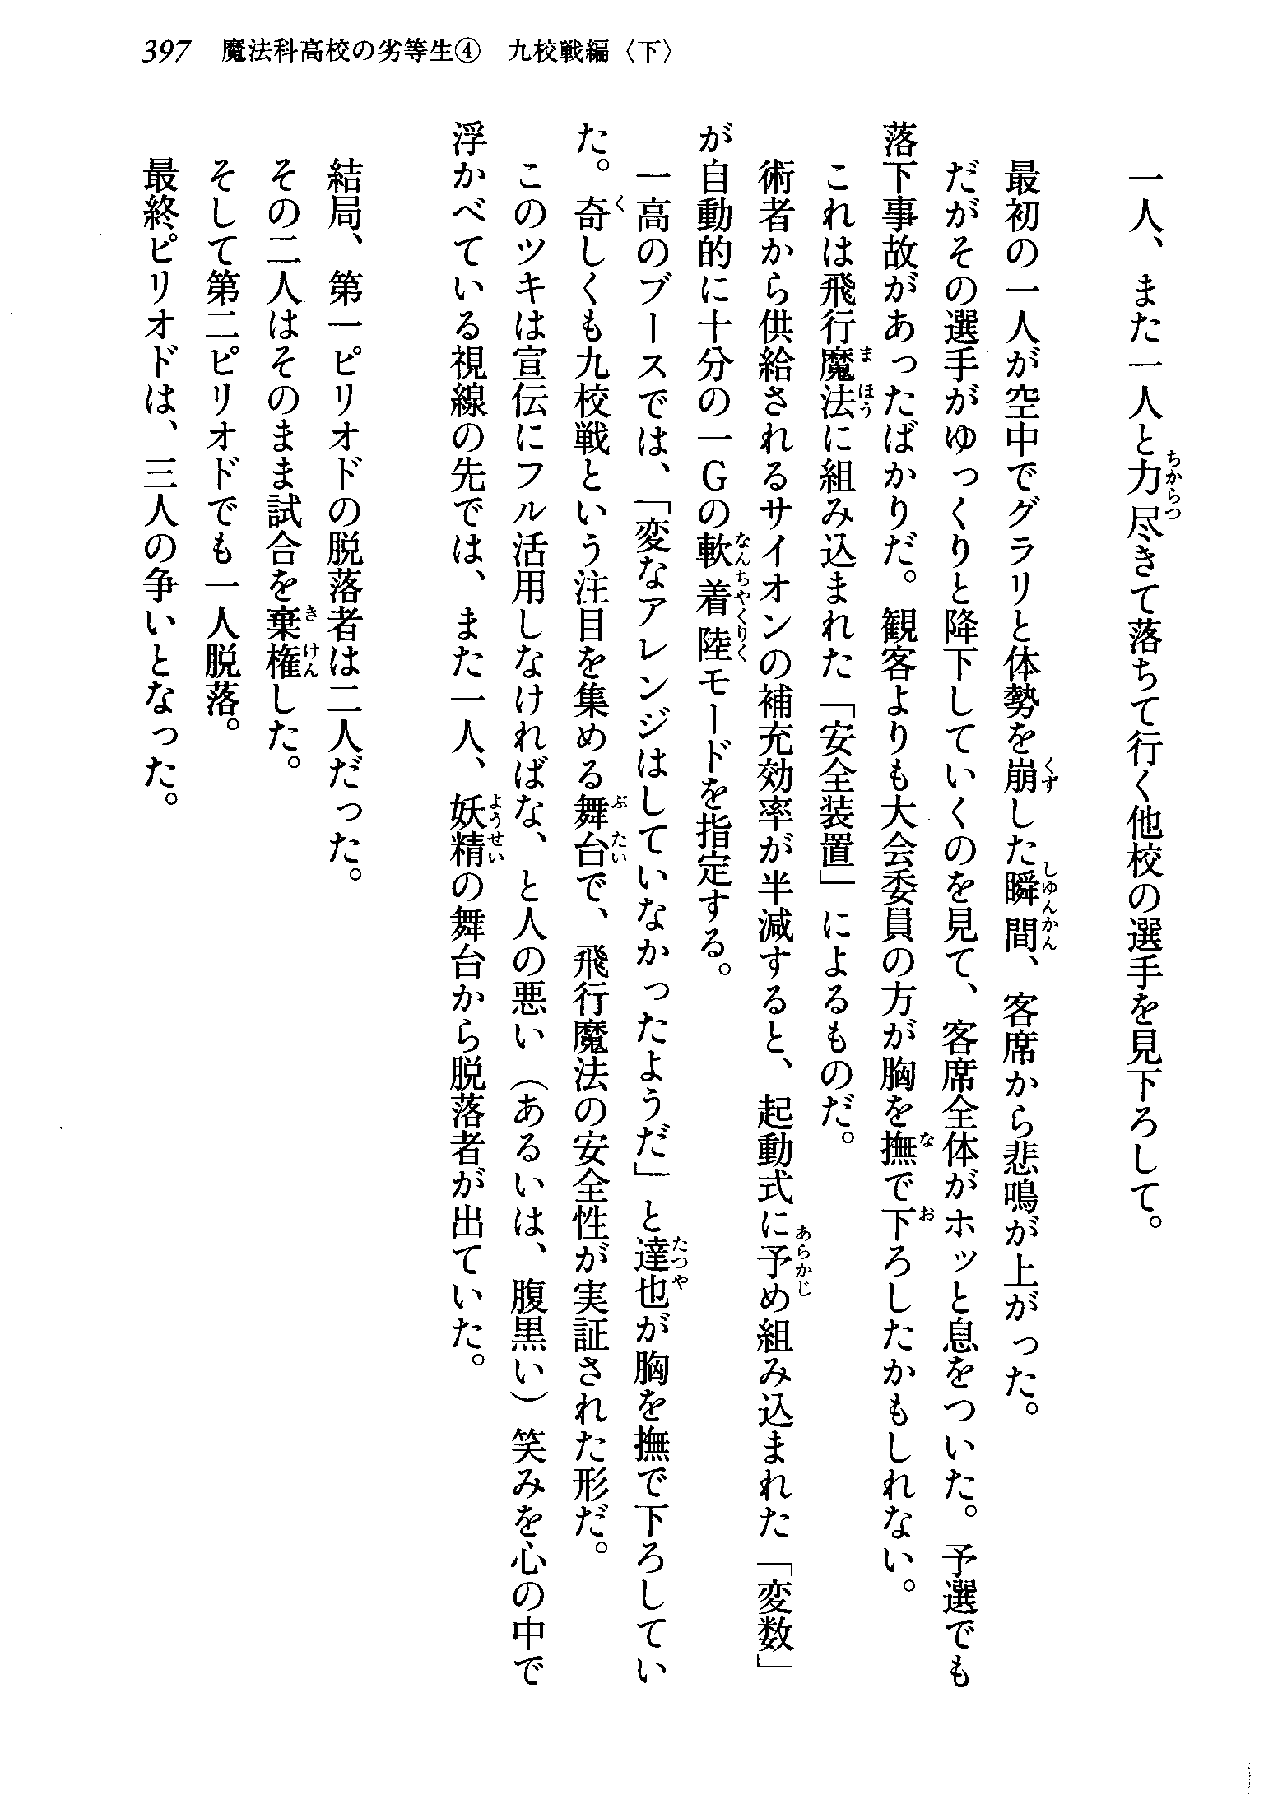 397 魔法科高校の劣等生④ 九校戦編〈下〉
一人、また一人と力尽きて落ちて行く他校の選手を見下ろして。
最初の一人が空中でグラリと体勢を崩した瞬間、客席から悲鳴が上がった。
だがその選手がゆっくりと降下していくのを見て、客席全体がホッと息をついた。予選でも
落下事故があったばかりだ。観客よりも大会委員の方が胸を撫で下ろしたかもしれない。
これは飛行魔法に組み込まれた「安全装置」によるものだ。
術者から供給されるサイオンの補充効率が半減すると、起動式に予め組み込まれた「変数」
が自動的に十分の一Gの軟着陸モードを指定する。
一高のブースでは、「変なアレンジはしていなかったようだ」と達也が胸を撫で下ろしてい
た。奇しくも九校戦という注目を集める舞台で、飛行魔法の安全性が実証された形だ。
このツキは宣伝にフル活用しなければな、と人の悪い（あるいは、腹黒い）笑みを心の中で
浮かべている視線の先では、また一人、妖精の舞台から脱落者が出ていた。
結局、第一ピリオドの脱落者は二人だった。
その二人はそのまま試合を棄権した。
そして第二ピリオドでも一人脱落。
最終ピリオドは、三人の争いとなった。